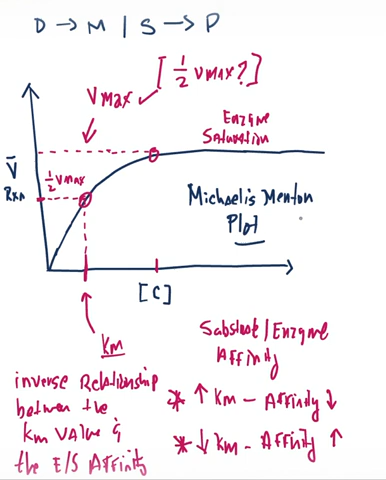 D → M | S → P
[½ Vmax?]
Vmax
Enzyme
Saturation
V̄
Rxn
½ Vmax
Michaelis Menton
Plot
[C]
Km
Substrat/Enzyme
Affinity
inverse Relationship
between the
Km value &
the E/S Affinity
* ↑ Km - Affinity ↓
* ↓ Km - Affinity ↑